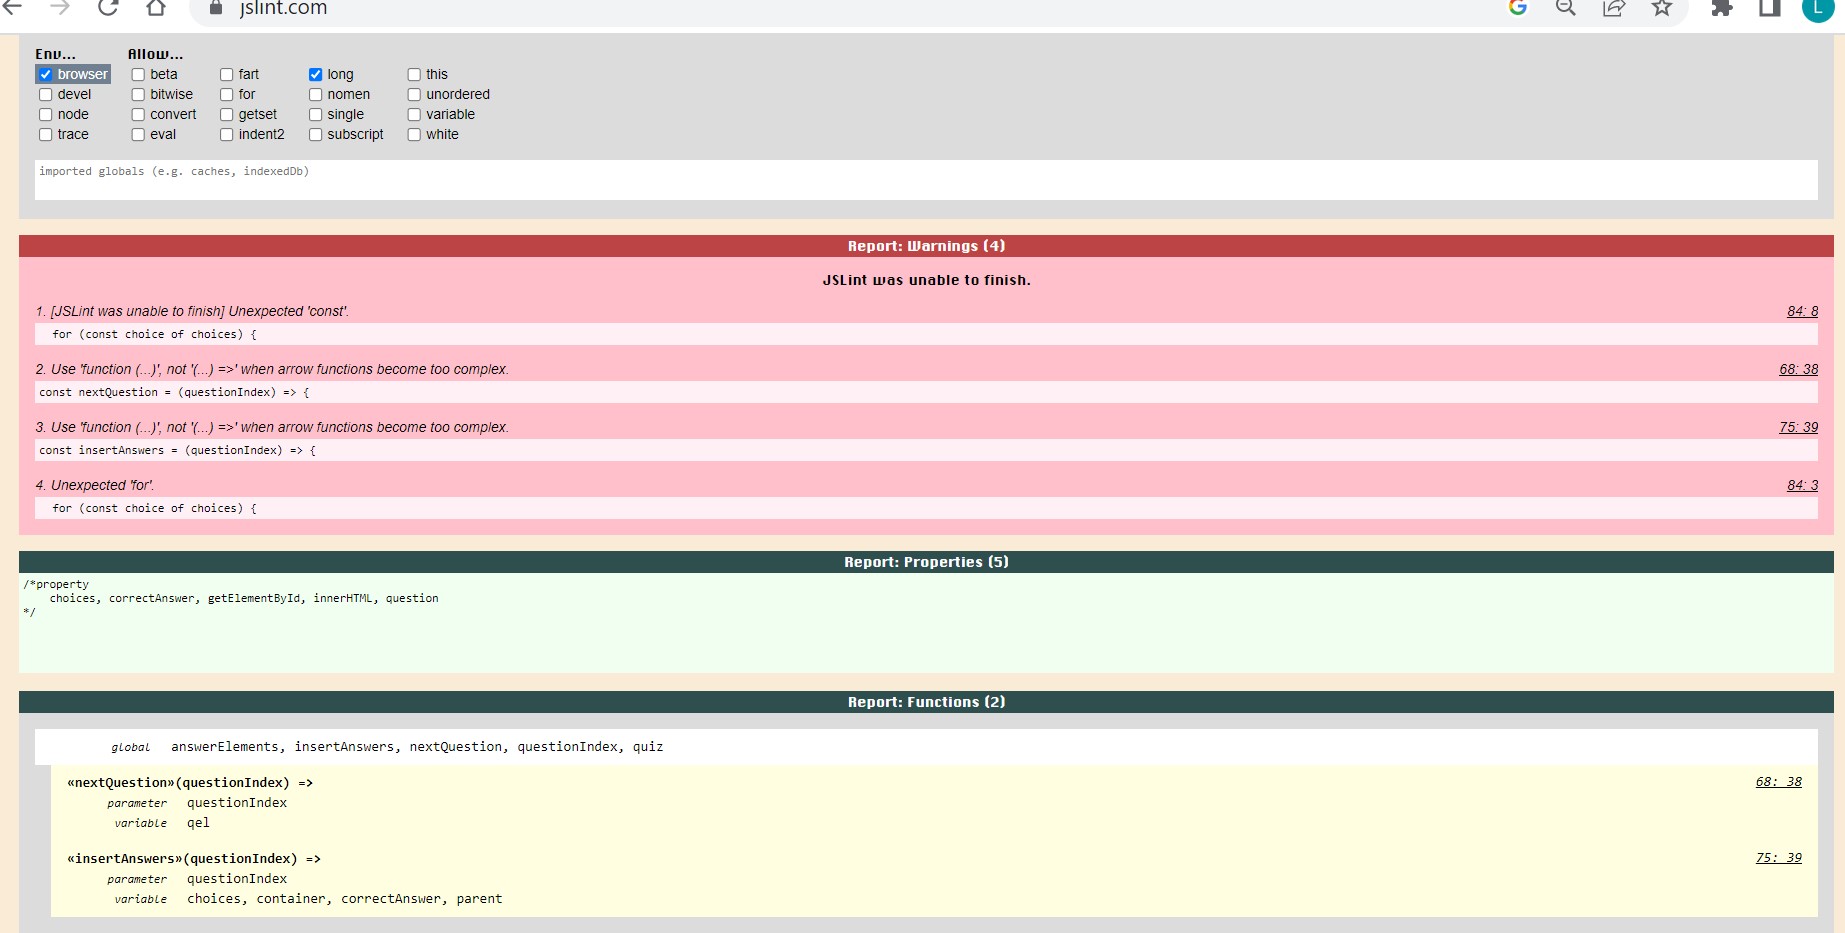 jslint.com
L
Env... Allow...
browser beta fart long this
devel bitwise for nomen unordered
node convert getset single variable
trace eval indent2 subscript white
imported globals (e.g. caches, indexedDb)
Report: Warnings (4)
JSLint was unable to finish.
1. [JSLint was unable to finish] Unexpected 'const'. 84: 8
for (const choice of choices) {
2. Use 'function (...)', not '(...) =>' when arrow functions become too complex. 68: 38
const nextQuestion = (questionIndex) => {
3. Use 'function (...)', not '(...) =>' when arrow functions become too complex. 75: 39
const insertAnswers = (questionIndex) => {
4. Unexpected 'for'. 84: 3
for (const choice of choices) {
Report: Properties (5)
/*property
choices, correctAnswer, getElementById, innerHTML, question
*/
Report: Functions (2)
global answerElements, insertAnswers, nextQuestion, questionIndex, quiz
«nextQuestion»(questionIndex) => 68: 38
parameter questionIndex
variable qel
«insertAnswers»(questionIndex) => 75: 39
parameter questionIndex
variable choices, container, correctAnswer, parent